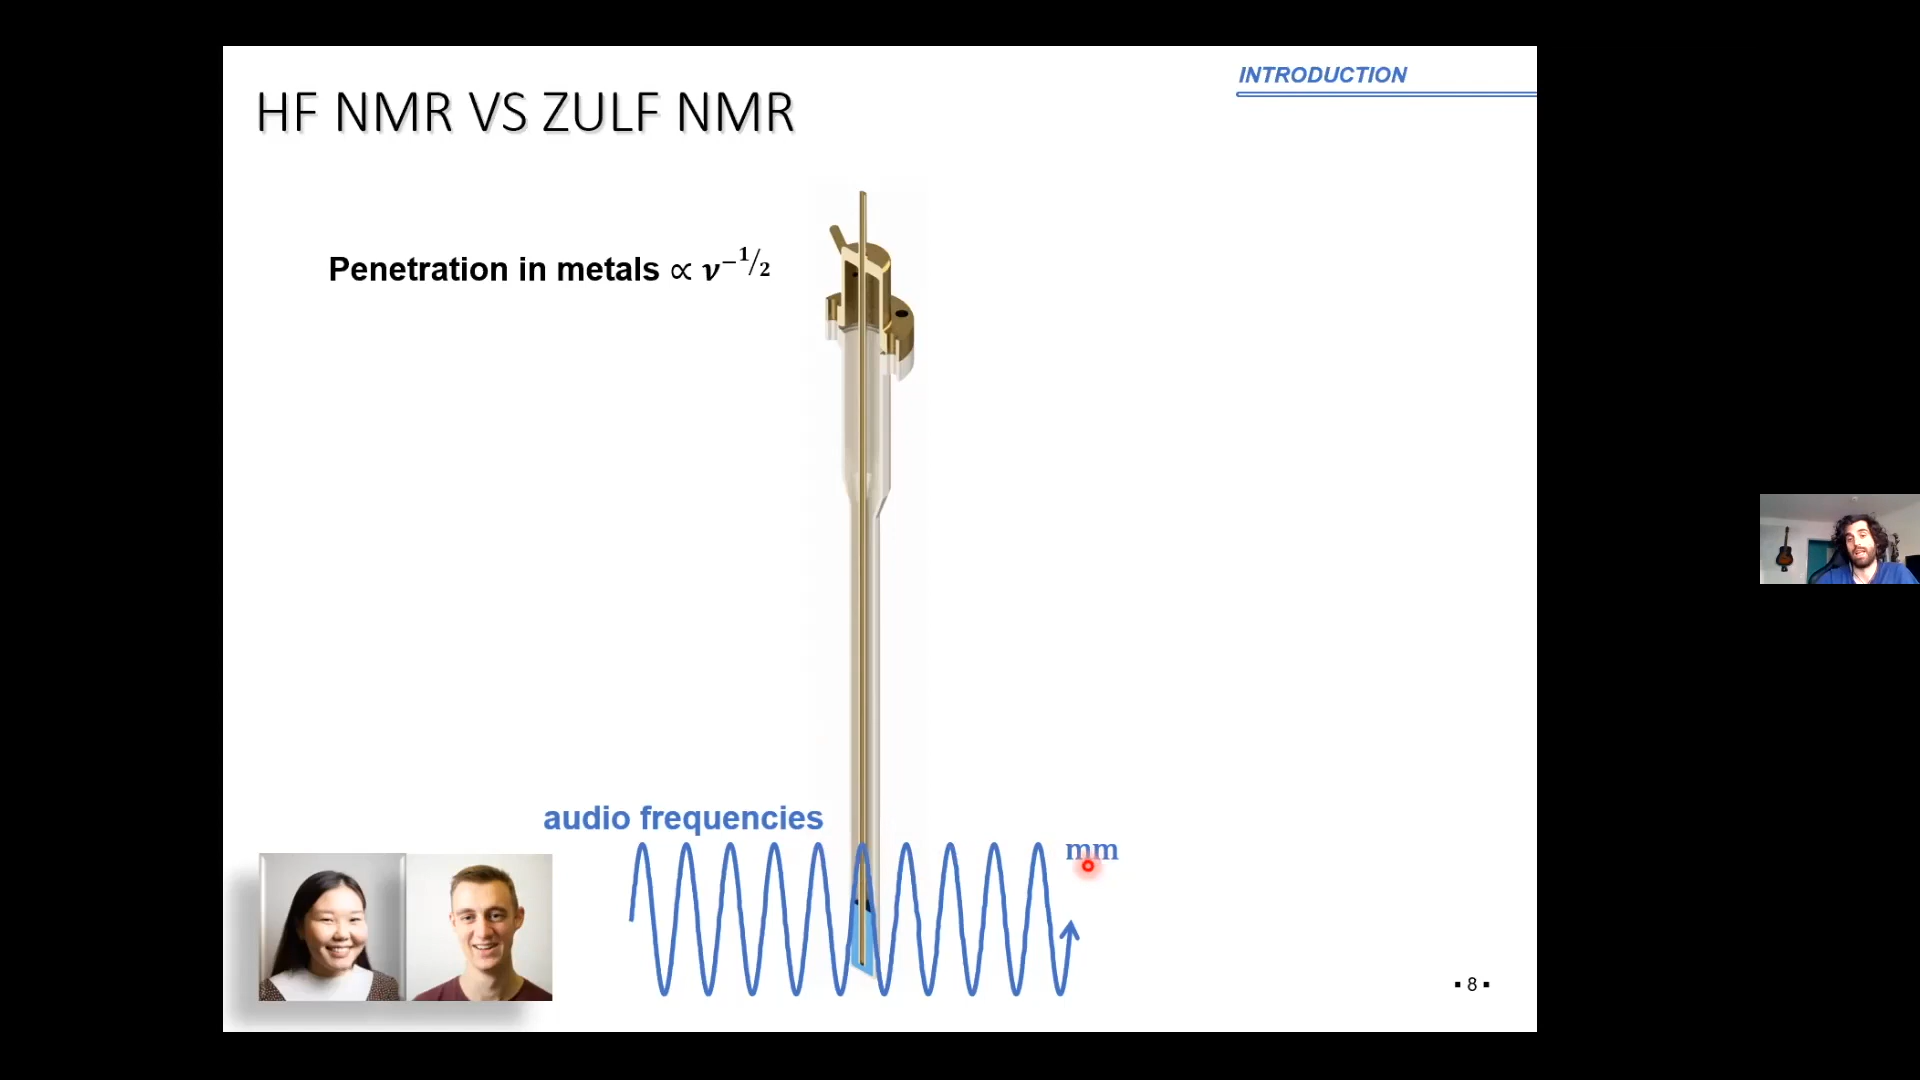 INTRODUCTION
HF NMR VS ZULF NMR
Penetration in metals ∝ ν^−1/2
audio frequencies
mm
▪ 8 ▪